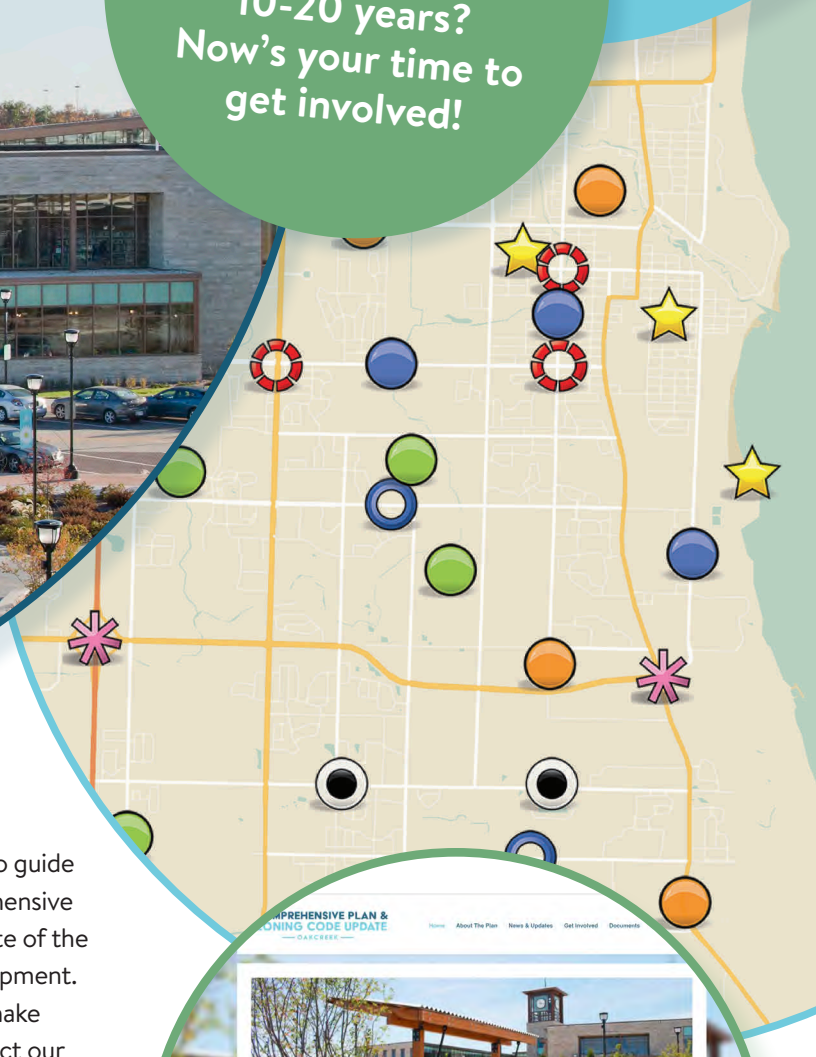 10-20 years?
Now's your time to
get involved!
o guide
hensive
te of the
pment.
make
ct our
MPREHENSIVE PLAN &
ONING CODE UPDATE
OAKCREEK
Home About The Plan News & Updates Get Involved Documents